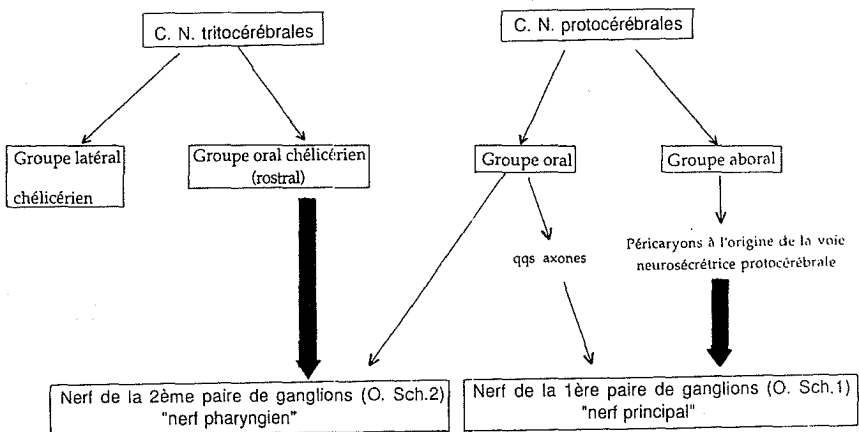 C. N. tritocérébrales
C. N. protocérébrales
Groupe latéral
chélicérien
Groupe oral chélicérien
(rostral)
Groupe oral
Groupe aboral
qqs axones
Péricaryons à l'origine de la voie
neurosécrétrice protocérébrale
Nerf de la 2ème paire de ganglions (O. Sch.2)
"nerf pharyngien"
Nerf de la 1ère paire de ganglions (O. Sch.1)
"nerf principal"